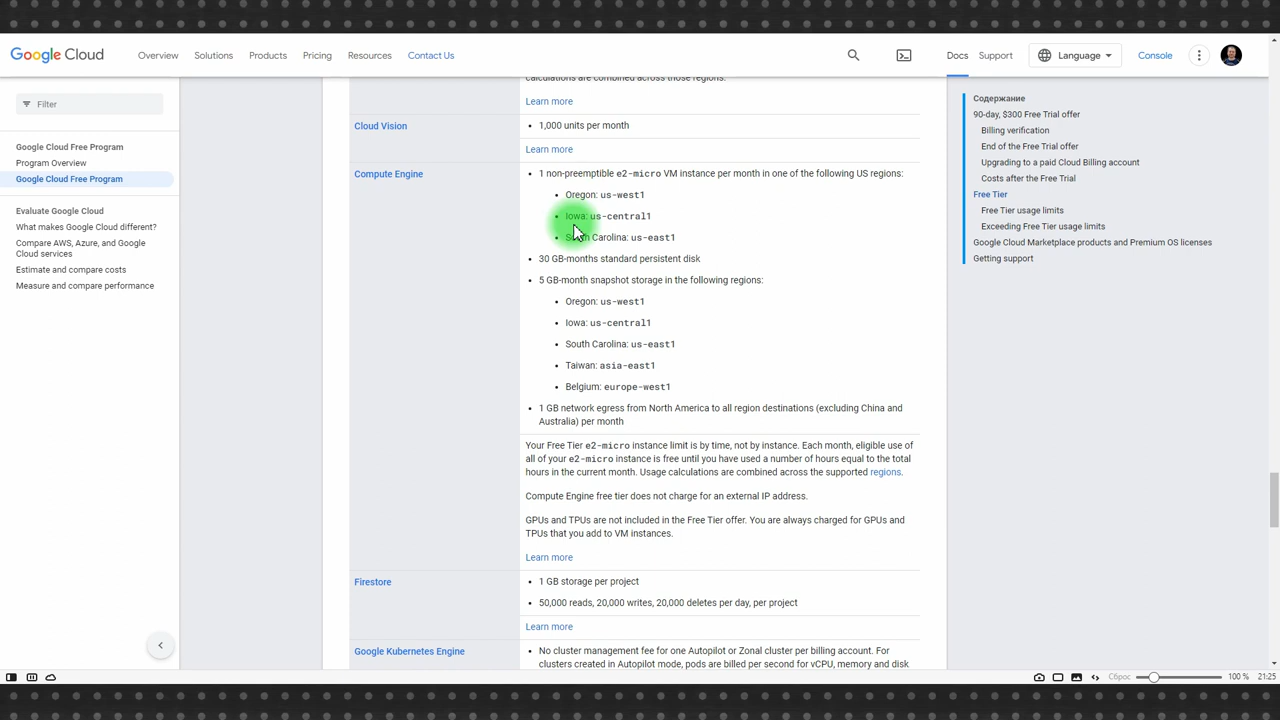 Google Cloud
Overview
Solutions
Products
Pricing
Resources
Contact Us
Docs
Support
Language
Console
Filter
Google Cloud Free Program
Program Overview
Google Cloud Free Program
Evaluate Google Cloud
What makes Google Cloud different?
Compare AWS, Azure, and Google
Cloud services
Estimate and compare costs
Measure and compare performance
calculations are combined across those regions.
Learn more
Cloud Vision
• 1,000 units per month
Learn more
Compute Engine
• 1 non-preemptible e2-micro VM instance per month in one of the following US regions:
• Oregon: us-west1
• Iowa: us-central1
• South Carolina: us-east1
• 30 GB-months standard persistent disk
• 5 GB-month snapshot storage in the following regions:
• Oregon: us-west1
• Iowa: us-central1
• South Carolina: us-east1
• Taiwan: asia-east1
• Belgium: europe-west1
• 1 GB network egress from North America to all region destinations (excluding China and
Australia) per month
Your Free Tier e2-micro instance limit is by time, not by instance. Each month, eligible use of
all of your e2-micro instance is free until you have used a number of hours equal to the total
hours in the current month. Usage calculations are combined across the supported regions.
Compute Engine free tier does not charge for an external IP address.
GPUs and TPUs are not included in the Free Tier offer. You are always charged for GPUs and
TPUs that you add to VM instances.
Learn more
Firestore
• 1 GB storage per project
• 50,000 reads, 20,000 writes, 20,000 deletes per day, per project
Learn more
Google Kubernetes Engine
• No cluster management fee for one Autopilot or Zonal cluster per billing account. For
clusters created in Autopilot mode, pods are billed per second for vCPU, memory and disk
Содержание
90-day, $300 Free Trial offer
Billing verification
End of the Free Trial offer
Upgrading to a paid Cloud Billing account
Costs after the Free Trial
Free Tier
Free Tier usage limits
Exceeding Free Tier usage limits
Google Cloud Marketplace products and Premium OS licenses
Getting support
Сброс
100 %
21:25